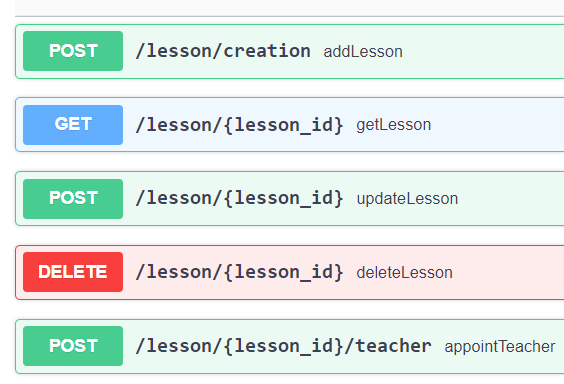 POST /lesson/creation addLesson
GET /lesson/{lesson_id} getLesson
POST /lesson/{lesson_id} updateLesson
DELETE /lesson/{lesson_id} deleteLesson
POST /lesson/{lesson_id}/teacher appointTeacher